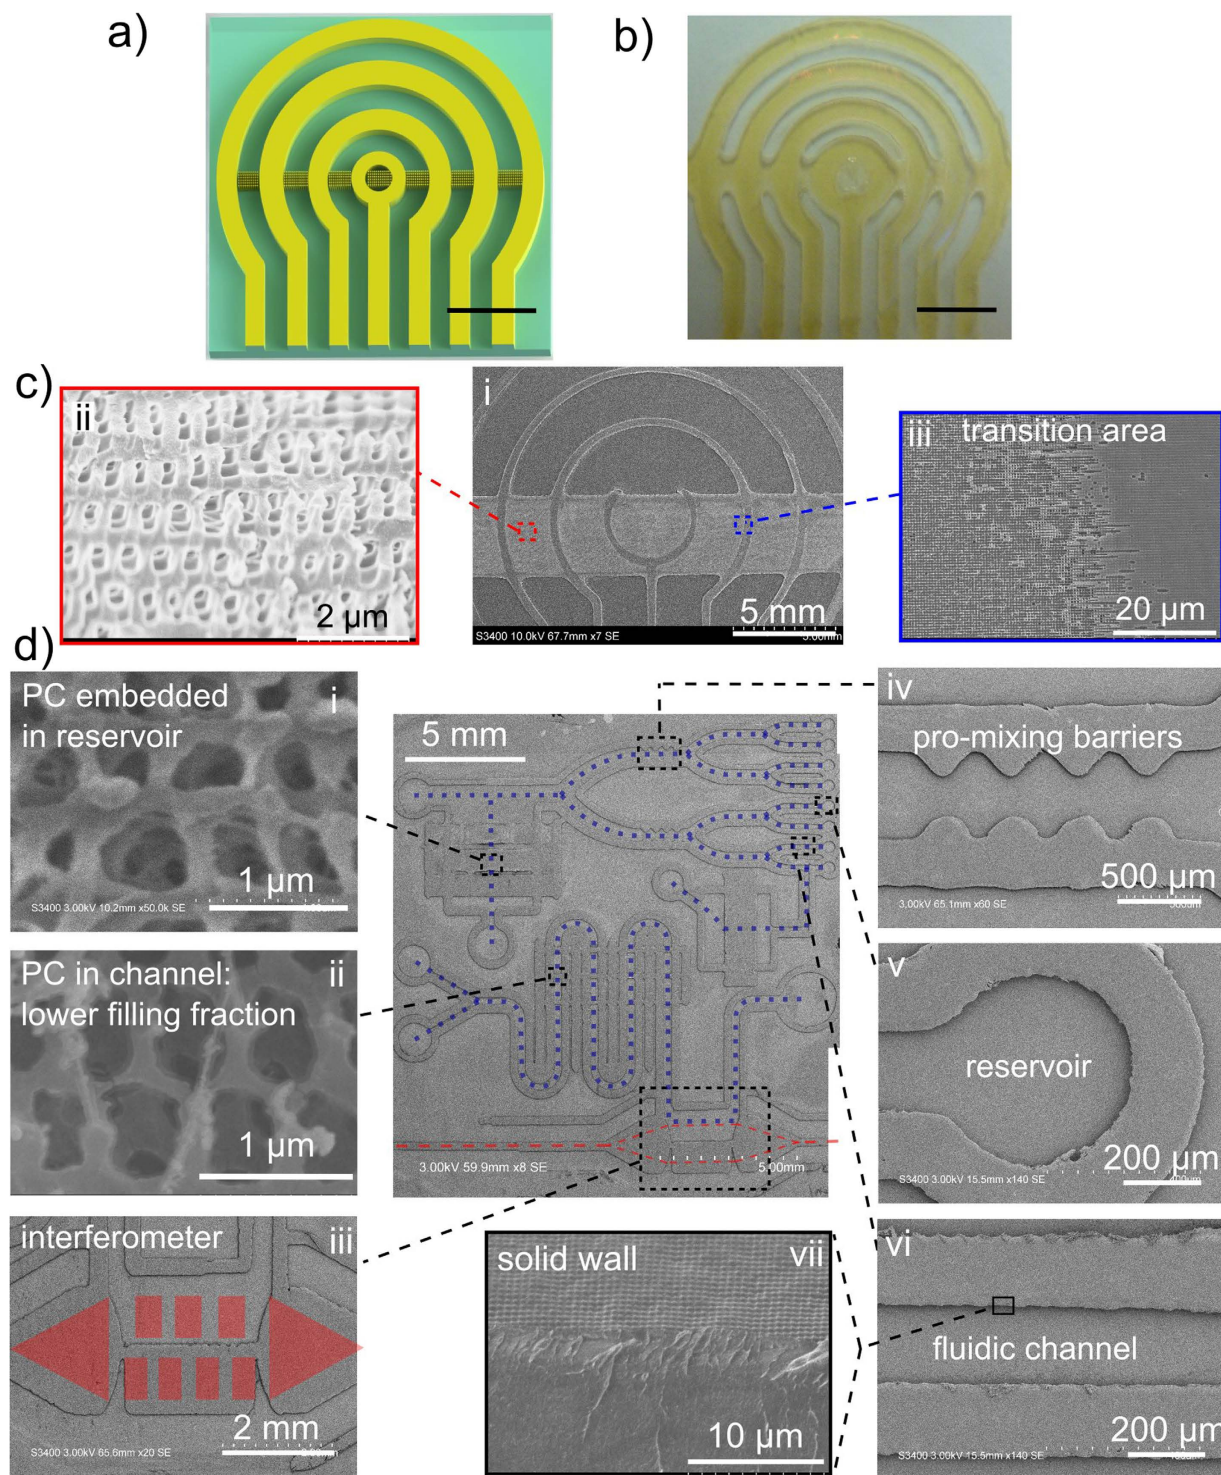 a)
b)
c)
ii
2 μm
i
5 mm
S3400 10.0kV 67.7mm x7 SE
5.00mm
iii
transition area
20 μm
d)
PC embedded
in reservoir
i
1 μm
S3400 3.00kV 10.2mm x50.0k SE
PC in channel:
lower filling fraction
ii
1 μm
interferometer
iii
2 mm
S3400 3.00kV 65.6mm x20 SE
5 mm
3.00kV 59.9mm x8 SE
5.00mm
solid wall
vii
10 μm
iv
pro-mixing barriers
500 μm
3.00kV 65.1mm x60 SE
v
reservoir
200 μm
S3400 3.00kV 15.5mm x140 SE
vi
fluidic channel
200 μm
S3400 3.00kV 15.5mm x140 SE